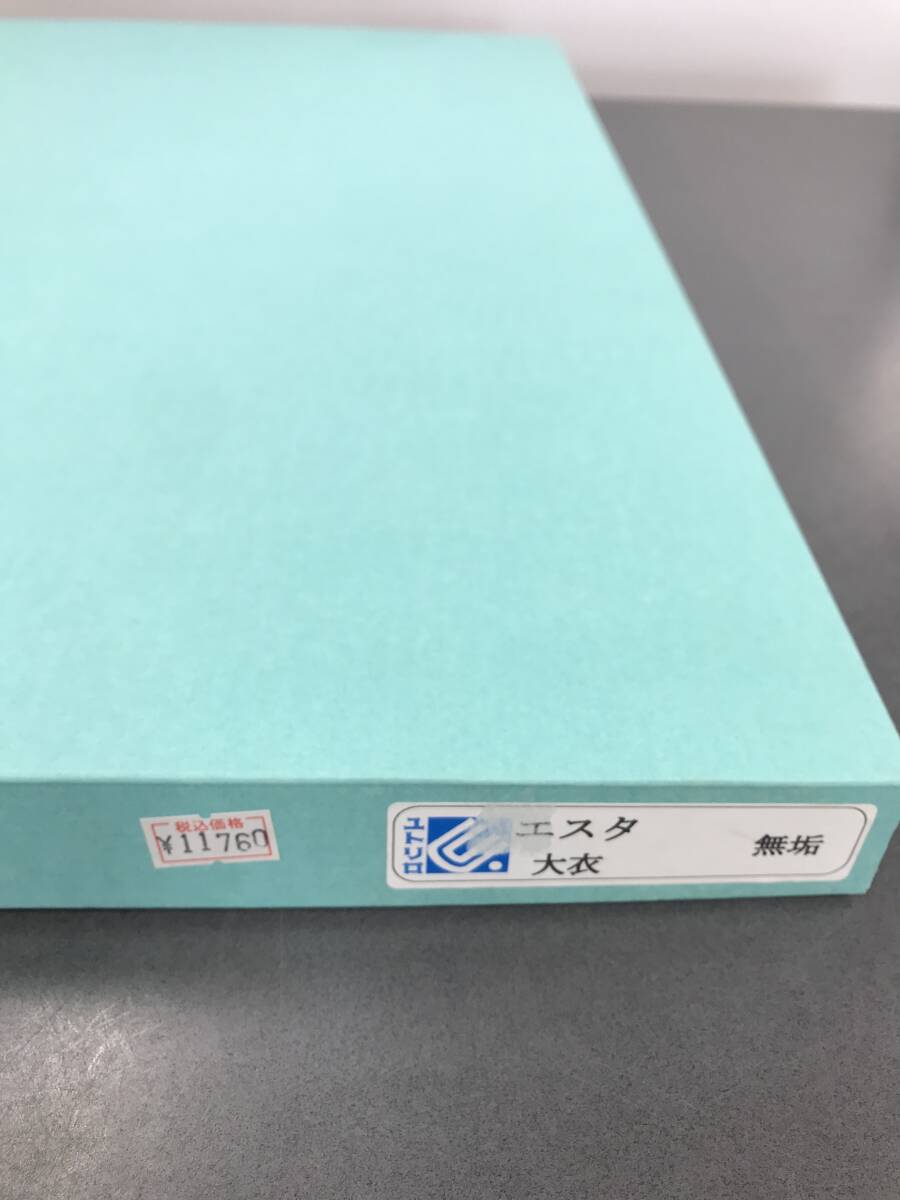 税込価格
¥11760
ユトリロ
エスタ
大衣 無垢